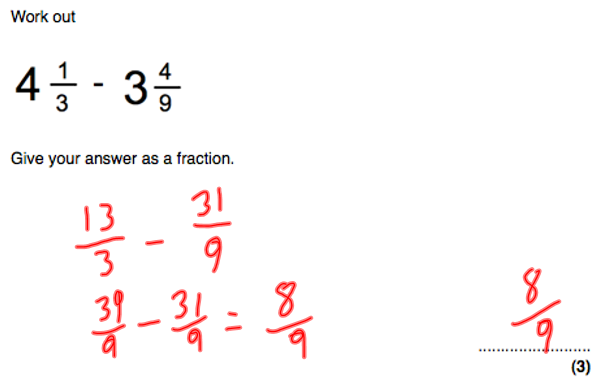 Work out
4 1/3 - 3 4/9
Give your answer as a fraction.
13/3 - 31/9
39/9 - 31/9 = 8/9
8/9
(3)